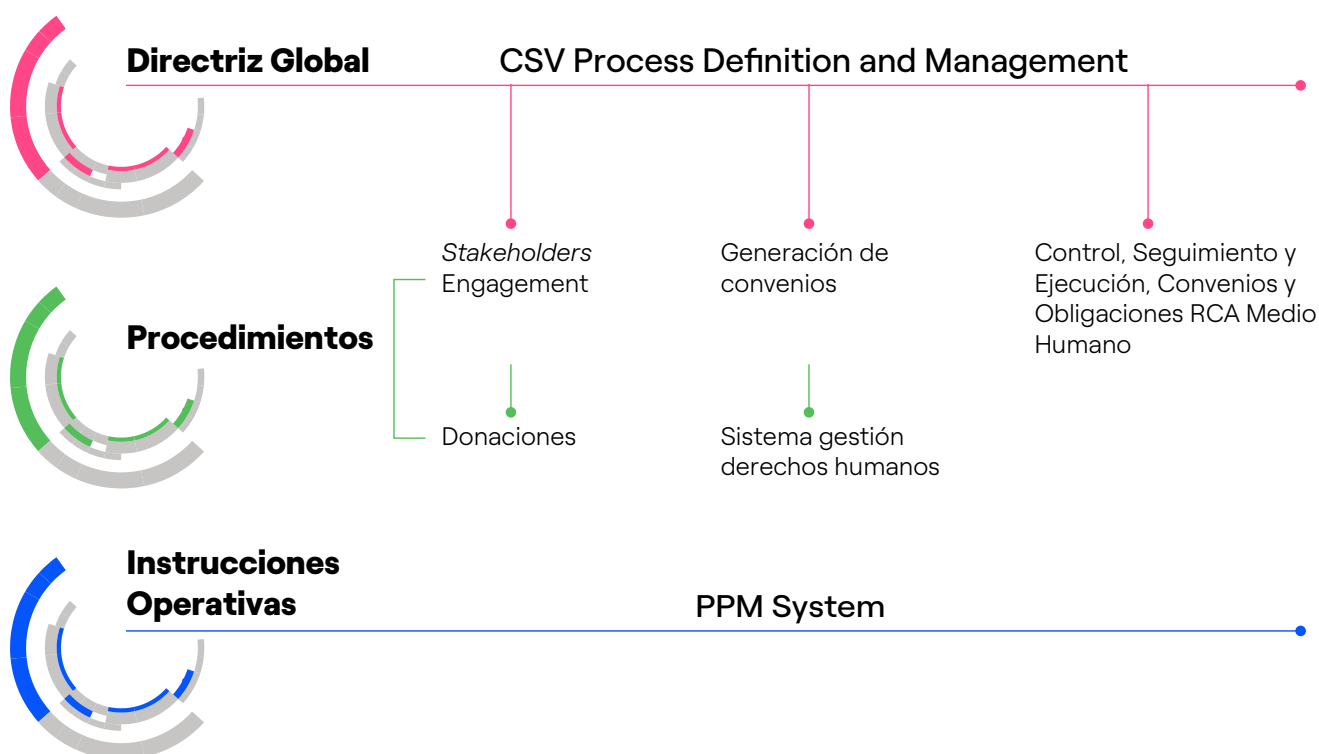 Directriz Global
CSV Process Definition and Management
Stakeholders
Engagement
Generación de
convenios
Control, Seguimiento y
Ejecución, Convenios y
Obligaciones RCA Medio
Humano
Procedimientos
Donaciones
Sistema gestión
derechos humanos
Instrucciones
Operativas
PPM System